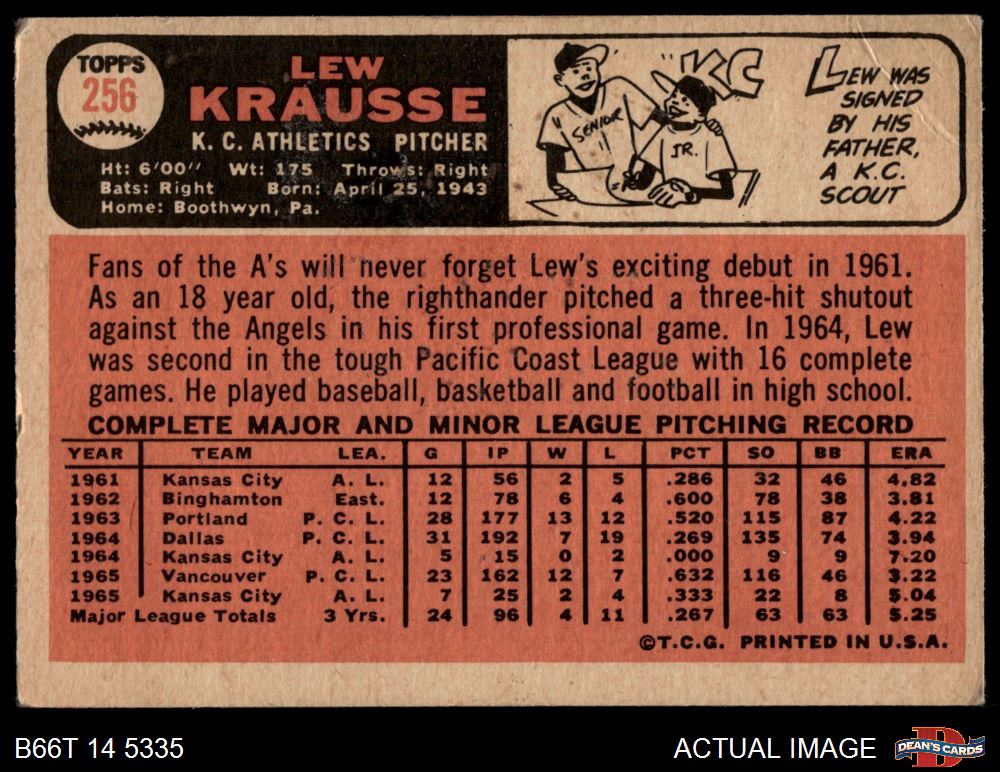 TOPPS
256
LEW
KRAUSSE
K. C. ATHLETICS PITCHER
Ht: 6'00" Wt: 175 Throws: Right
Bats: Right Born: April 25, 1943
Home: Boothwyn, Pa.
KC
SENIOR
JR.
LEW WAS
SIGNED
BY HIS
FATHER,
A K.C.
SCOUT
Fans of the A's will never forget Lew's exciting debut in 1961.
As an 18 year old, the righthander pitched a three-hit shutout
against the Angels in his first professional game. In 1964, Lew
was second in the tough Pacific Coast League with 16 complete
games. He played baseball, basketball and football in high school.
COMPLETE MAJOR AND MINOR LEAGUE PITCHING RECORD
YEAR TEAM LEA. G IP W L PCT SO BB ERA
1961 Kansas City A. L. 12 56 2 5 .286 32 46 4.82
1962 Binghamton East. 12 78 6 4 .600 78 38 3.81
1963 Portland P. C. L. 28 177 13 12 .520 115 87 4.22
1964 Dallas P. C. L. 31 192 7 19 .269 135 74 3.94
1964 Kansas City A. L. 5 15 0 2 .000 9 9 7.20
1965 Vancouver P. C. L. 23 162 12 7 .632 116 46 3.22
1965 Kansas City A. L. 7 25 2 4 .333 22 8 5.04
Major League Totals 3 Yrs. 24 96 4 11 .267 63 63 5.25
©T.C.G. PRINTED IN U.S.A.
B66T 14 5335
ACTUAL IMAGE
D
DEAN'S CARDS